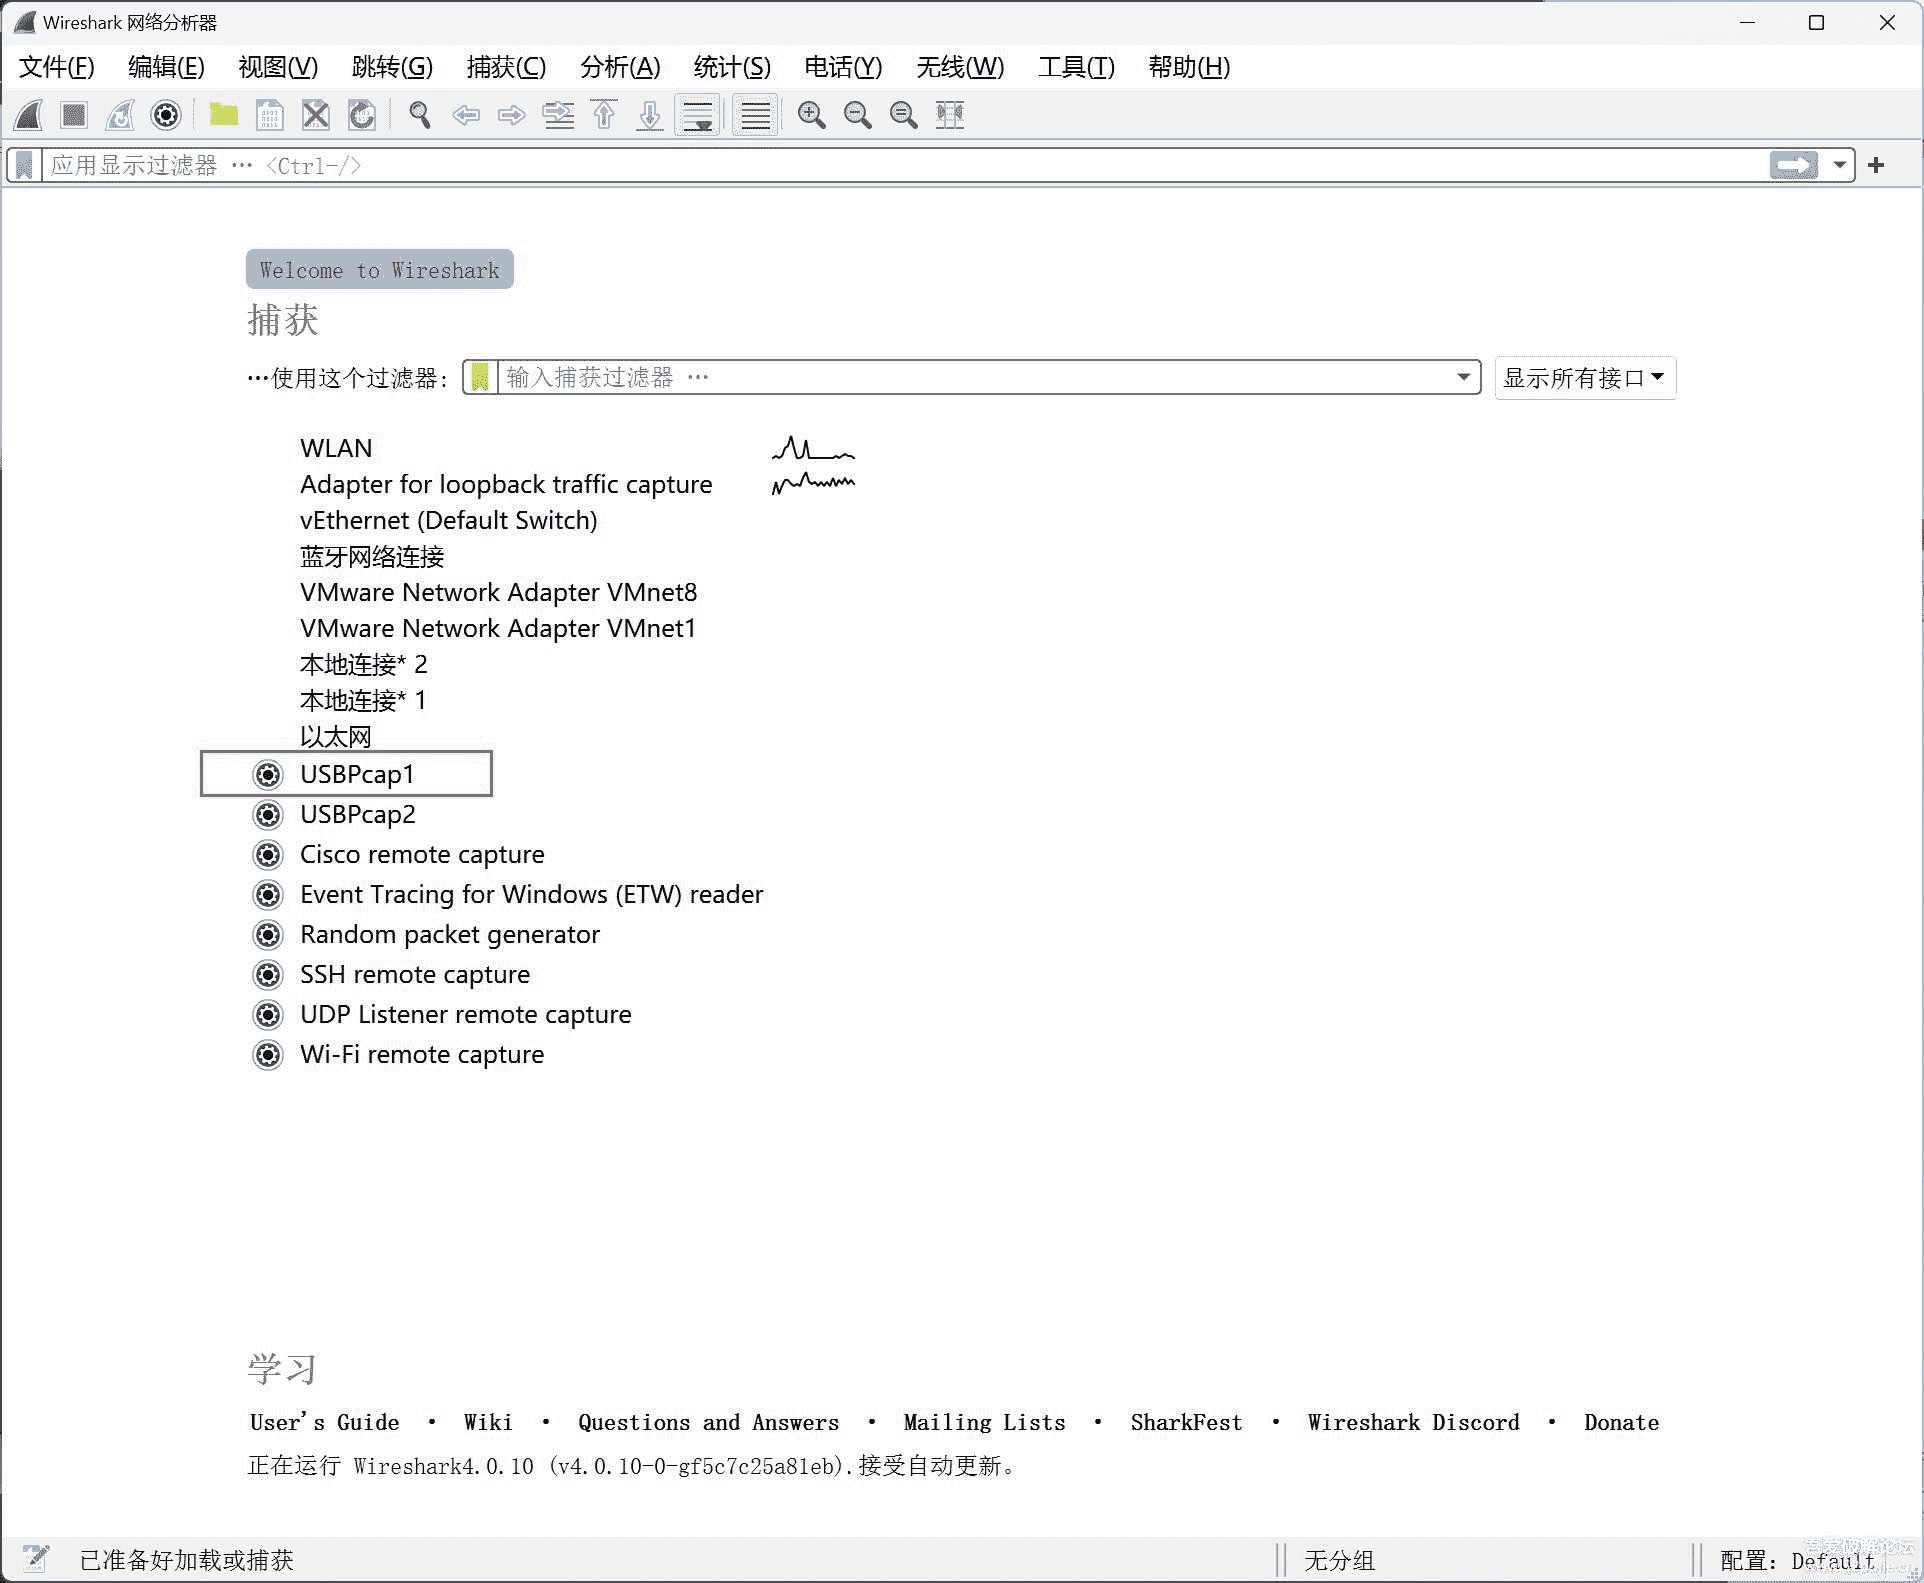 Wireshark 网络分析器
文件(F) 编辑(E) 视图(V) 跳转(G) 捕获(C) 分析(A) 统计(S) 电话(Y) 无线(W) 工具(T) 帮助(H)
应用显示过滤器 … <Ctrl-/>
Welcome to Wireshark
捕获
…使用这个过滤器: 输入捕获过滤器 … 显示所有接口
WLAN
Adapter for loopback traffic capture
vEthernet (Default Switch)
蓝牙网络连接
VMware Network Adapter VMnet8
VMware Network Adapter VMnet1
本地连接* 2
本地连接* 1
以太网
USBPcap1
USBPcap2
Cisco remote capture
Event Tracing for Windows (ETW) reader
Random packet generator
SSH remote capture
UDP Listener remote capture
Wi-Fi remote capture
学习
User's Guide · Wiki · Questions and Answers · Mailing Lists · SharkFest · Wireshark Discord · Donate
正在运行 Wireshark4.0.10 (v4.0.10-0-gf5c7c25a81eb).接受自动更新。
已准备好加载或捕获 无分组 配置: Default
吾爱破解论坛